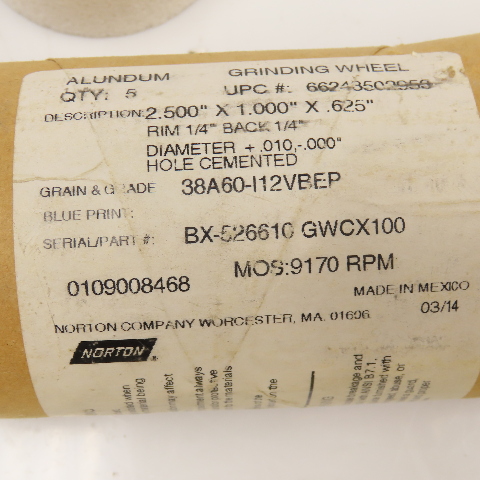 ALUNDUM GRINDING WHEEL
QTY: 5 UPC #: 66243502959
DESCRIPTION: 2.500" X 1.000" X .625"
RIM 1/4" BACK 1/4"
DIAMETER +.010,-.000"
HOLE CEMENTED
GRAIN & GRADE 38A60-I12VBEP
BLUE PRINT:
SERIAL/PART #: BX-526610 GWCX100
0109008468 MOS:9170 RPM
MADE IN MEXICO
03/14
NORTON COMPANY WORCESTER, MA. 01606
NORTON